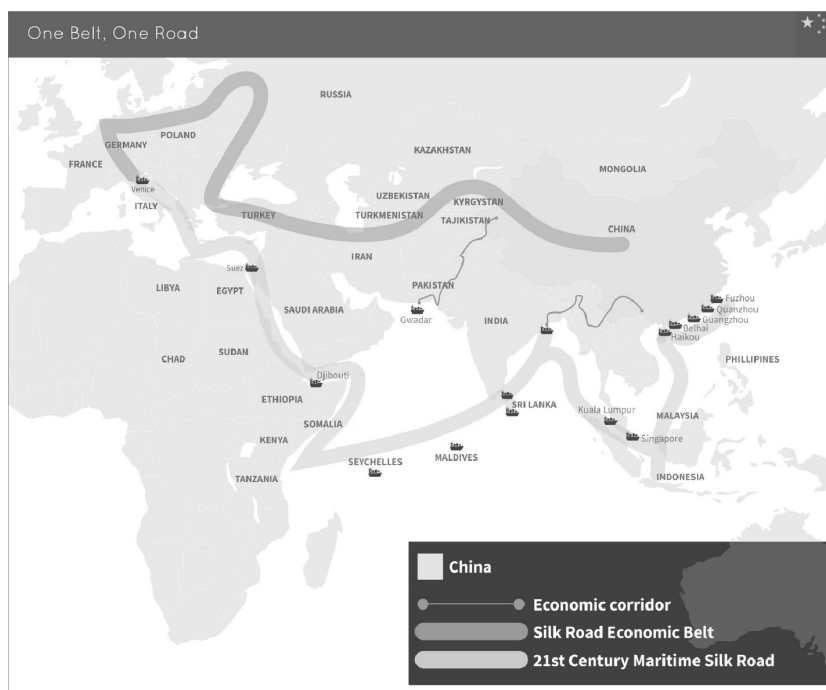 One Belt, One Road
RUSSIA
POLAND
GERMANY
FRANCE
KAZAKHSTAN
MONGOLIA
Venice
ITALY
UZBEKISTAN
KYRGYSTAN
TURKEY
TURKMENISTAN
TAJIKISTAN
CHINA
IRAN
Suez
LIBYA
EGYPT
PAKISTAN
SAUDI ARABIA
Gwadar
INDIA
Fuzhou
Quanzhou
Guangzhou
Belhai
Haikou
CHAD
SUDAN
PHILLIPINES
Djibouti
ETHIOPIA
SRI LANKA
Kuala Lumpur
MALAYSIA
SOMALIA
KENYA
Singapore
SEYCHELLES
MALDIVES
TANZANIA
INDONESIA
China
Economic corridor
Silk Road Economic Belt
21st Century Maritime Silk Road